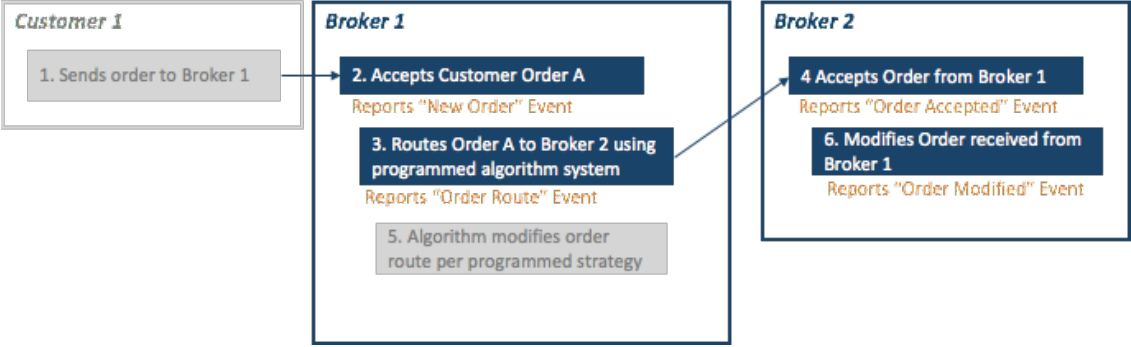 Customer 1
1. Sends order to Broker 1
Broker 1
2. Accepts Customer Order A
Reports "New Order" Event
3. Routes Order A to Broker 2 using
programmed algorithm system
Reports "Order Route" Event
5. Algorithm modifies order
route per programmed strategy
Broker 2
4 Accepts Order from Broker 1
Reports "Order Accepted" Event
6. Modifies Order received from
Broker 1
Reports "Order Modified" Event